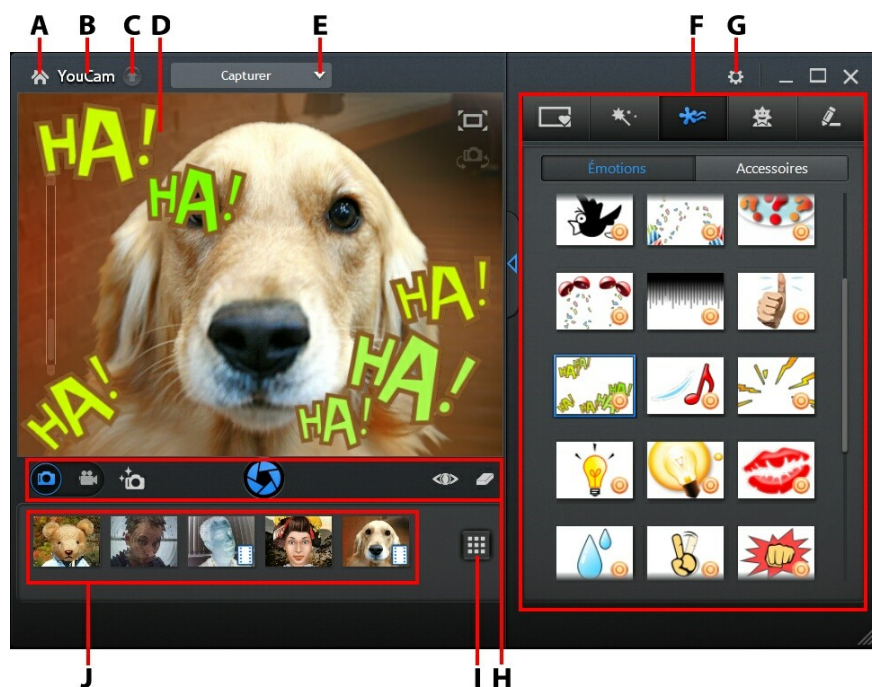 A B C D E F G
YouCam Capturer
Émotions Accessoires
HA!
HA!
HA!
HA!
HA!
HA!
J I H